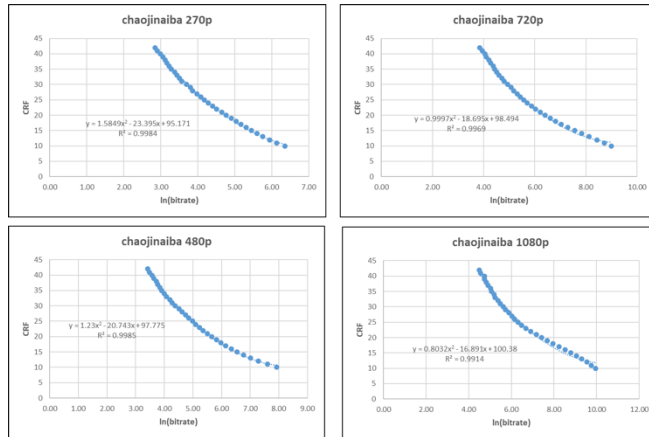 chaojinaiba 270p
45
40
35
30
25
20
15
10
5
0
CRF
y = 1.5849x² - 23.395x + 95.171
R² = 0.9984
0.00 1.00 2.00 3.00 4.00 5.00 6.00 7.00
ln(bitrate)
chaojinaiba 720p
45
40
35
30
25
20
15
10
5
0
CRF
y = 0.9997x² - 18.695x + 98.494
R² = 0.9969
0.00 2.00 4.00 6.00 8.00 10.00
ln(bitrate)
chaojinaiba 480p
45
40
35
30
25
20
15
10
5
0
CRF
y = 1.23x² - 20.743x + 97.775
R² = 0.9985
0.00 1.00 2.00 3.00 4.00 5.00 6.00 7.00 8.00 9.00
ln(bitrate)
chaojinaiba 1080p
45
40
35
30
25
20
15
10
5
0
CRF
y = 0.8032x² - 16.891x + 100.38
R² = 0.9914
0.00 2.00 4.00 6.00 8.00 10.00 12.00
ln(bitrate)